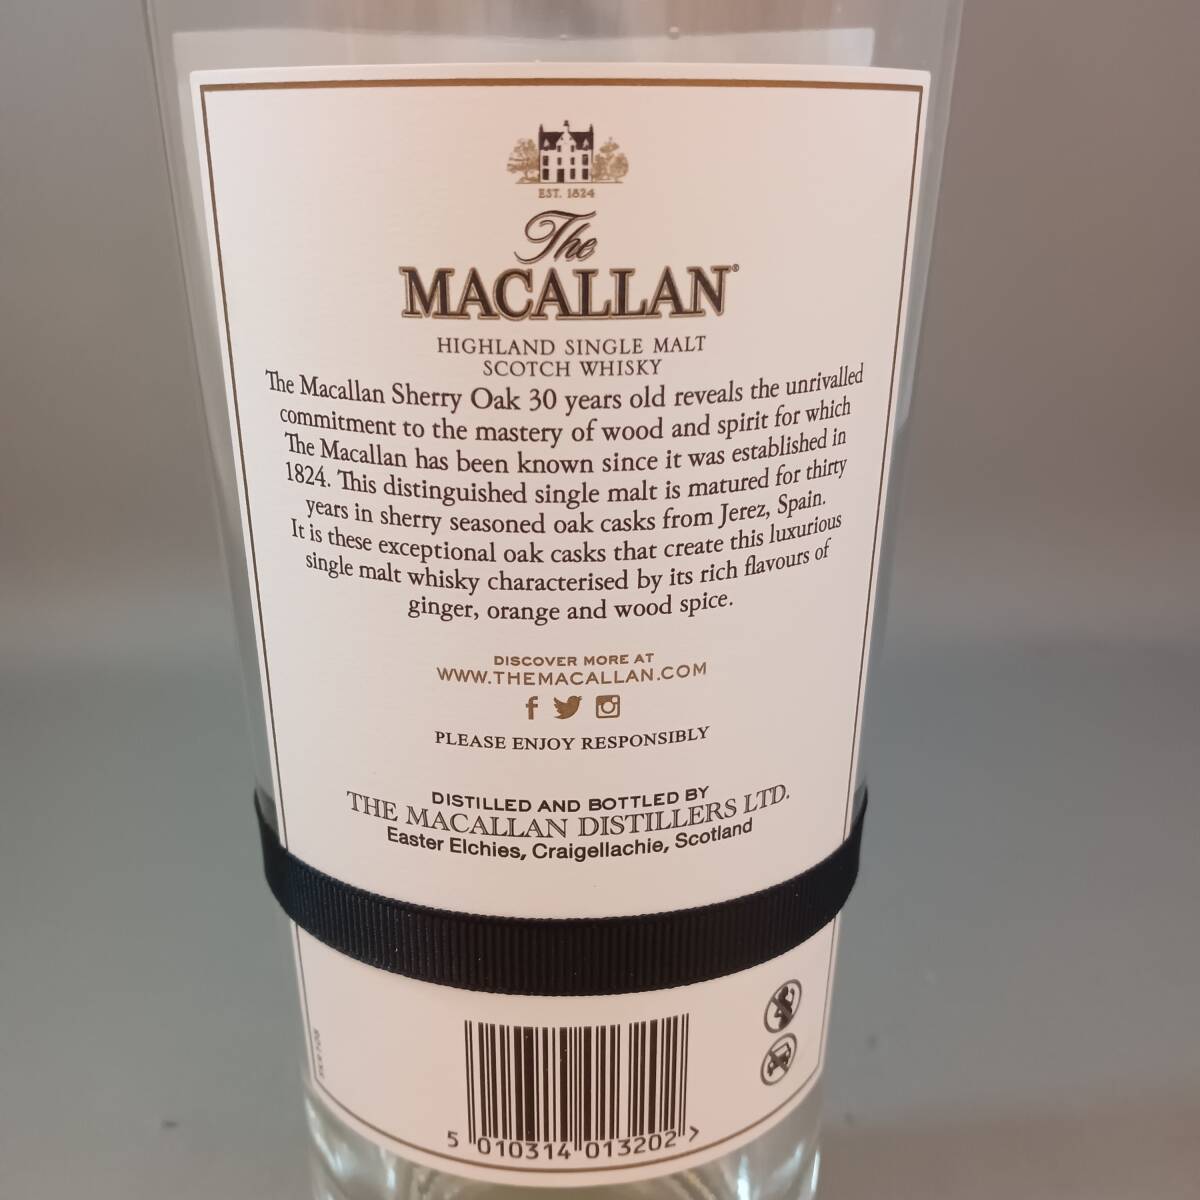 EST. 1824
The
MACALLAN®
HIGHLAND SINGLE MALT
SCOTCH WHISKY
The Macallan Sherry Oak 30 years old reveals the unrivalled
commitment to the mastery of wood and spirit for which
The Macallan has been known since it was established in
1824. This distinguished single malt is matured for thirty
years in sherry seasoned oak casks from Jerez, Spain.
It is these exceptional oak casks that create this luxurious
single malt whisky characterised by its rich flavours of
ginger, orange and wood spice.
DISCOVER MORE AT
WWW.THEMACALLAN.COM
PLEASE ENJOY RESPONSIBLY
DISTILLED AND BOTTLED BY
THE MACALLAN DISTILLERS LTD.
Easter Elchies, Craigellachie, Scotland
5 010314 013202 >